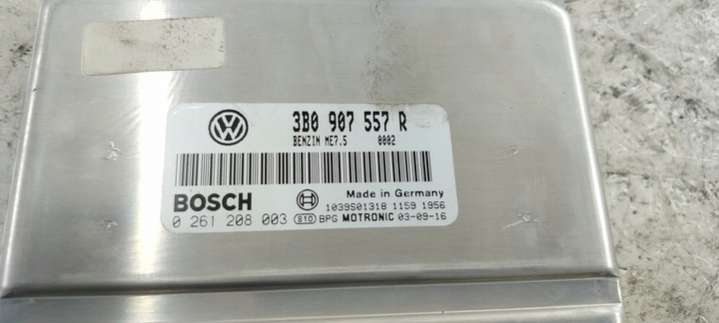 3B0 907 557 R
BENZIN ME7.5 0002
BOSCH
Made in Germany
1039S01318 1159 1956
0 261 208 003 S10 BPG MOTRONIC 03-09-16